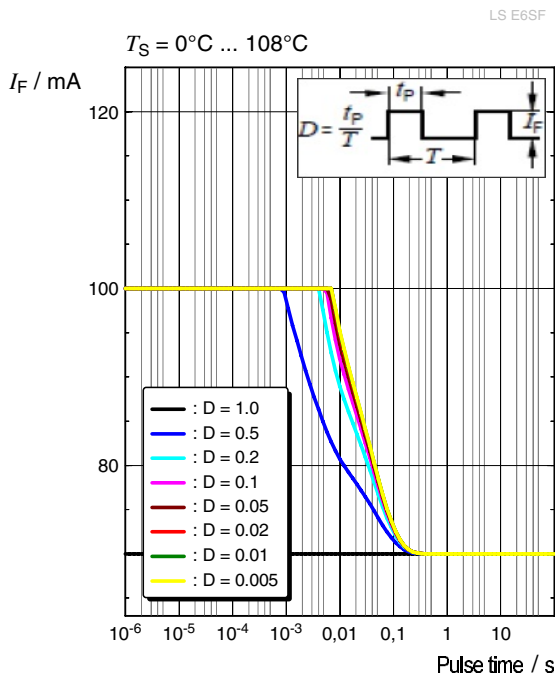 LS E6SF
T_S = 0°C ... 108°C
I_F / mA
120
100
80
D = t_P / T
t_P
I_F
T
: D = 1.0
: D = 0.5
: D = 0.2
: D = 0.1
: D = 0.05
: D = 0.02
: D = 0.01
: D = 0.005
10^-6 10^-5 10^-4 10^-3 0,01 0,1 1 10
Pulse time / s